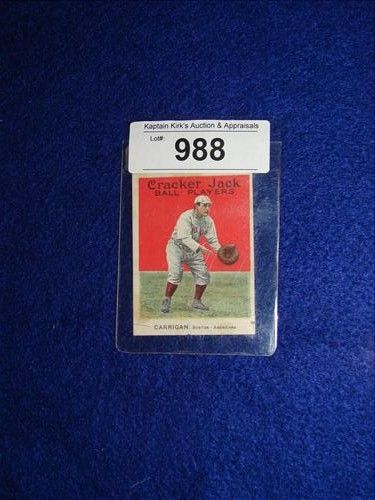 Kaptain Kirk's Auction & Appraisals
Lot#:
988
Cracker Jack
BALL PLAYERS
CARRIGAN, BOSTON - AMERICANS